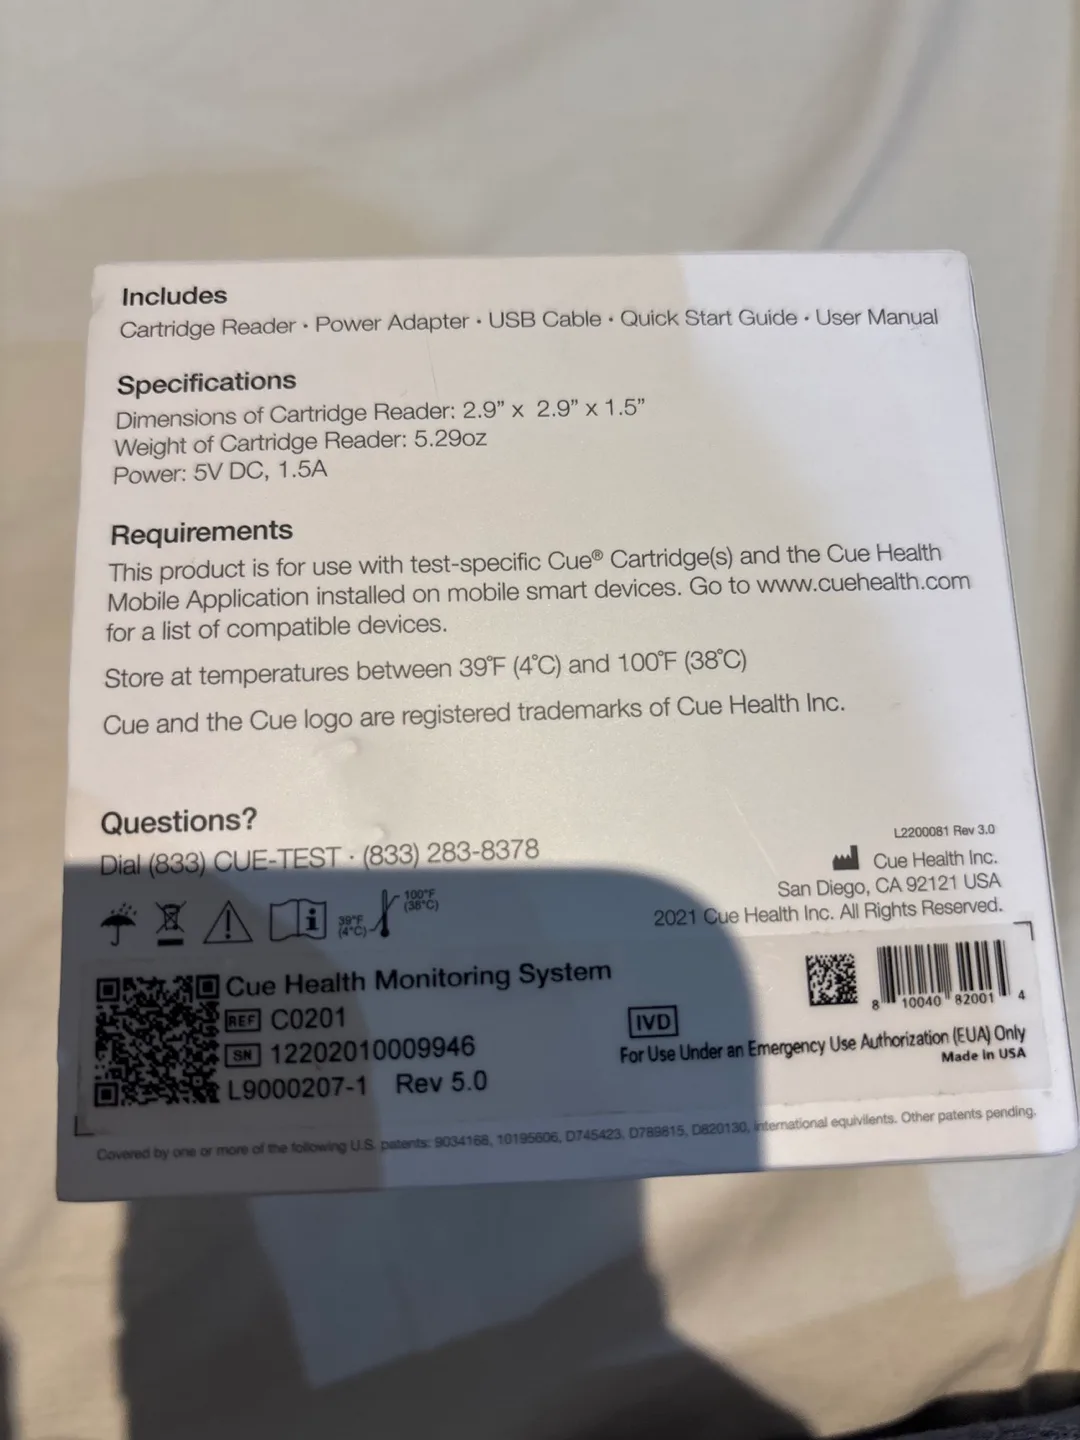 Includes
Cartridge Reader · Power Adapter · USB Cable · Quick Start Guide · User Manual
Specifications
Dimensions of Cartridge Reader: 2.9” x 2.9” x 1.5”
Weight of Cartridge Reader: 5.29oz
Power: 5V DC, 1.5A
Requirements
This product is for use with test-specific Cue® Cartridge(s) and the Cue Health
Mobile Application installed on mobile smart devices. Go to www.cuehealth.com
for a list of compatible devices.
Store at temperatures between 39°F (4°C) and 100°F (38°C)
Cue and the Cue logo are registered trademarks of Cue Health Inc.
Questions?
Dial (833) CUE-TEST · (833) 283-8378
L2200081 Rev 3.0
Cue Health Inc.
San Diego, CA 92121 USA
2021 Cue Health Inc. All Rights Reserved.
39°F
(4°C)
100°F
(38°C)
Cue Health Monitoring System
REF C0201
SN 12202010009946
L9000207-1 Rev 5.0
8 10040 82001 4
IVD
For Use Under an Emergency Use Authorization (EUA) Only
Made in USA
Covered by one or more of the following U.S. patents: 9034168, 10195606, D745423, D789815, D820130, international equivilents. Other patents pending.